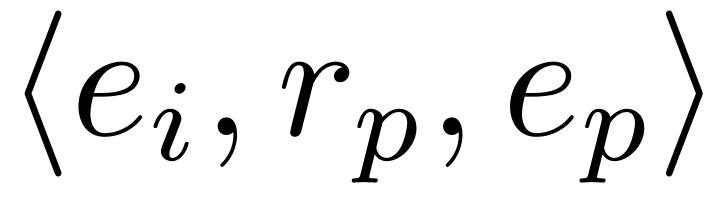 ⟨e_i, r_p, e_p⟩